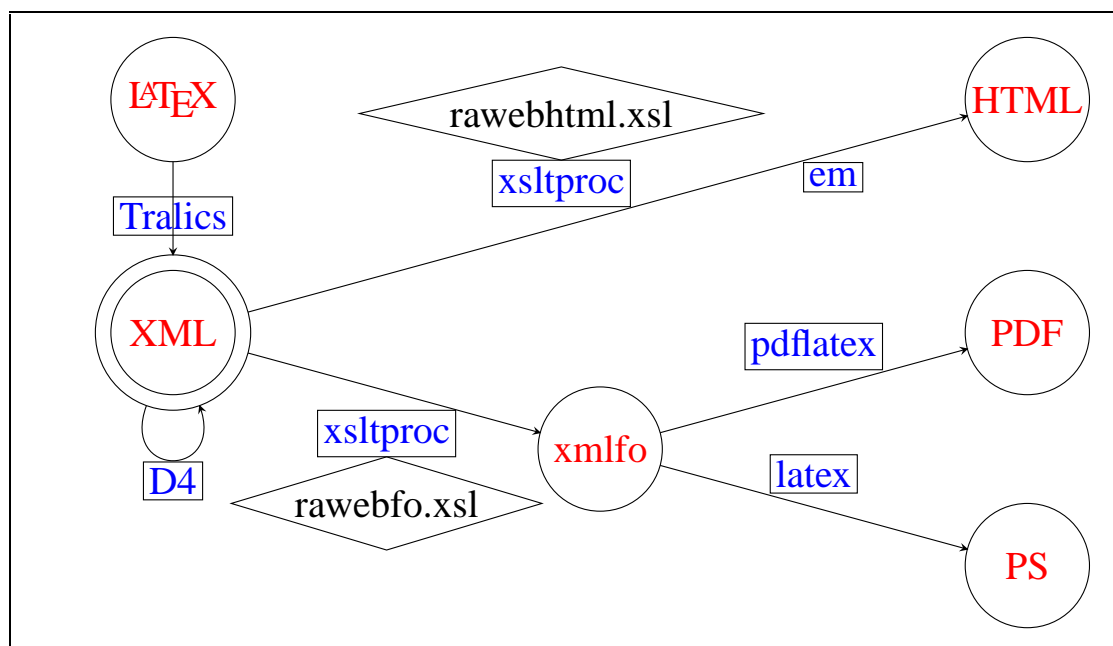 LATEX
rawebhtml.xsl
HTML
xsltproc
em
Tralics
XML
PDF
pdflatex
xsltproc
xmlfo
D4
rawebfo.xsl
latex
PS